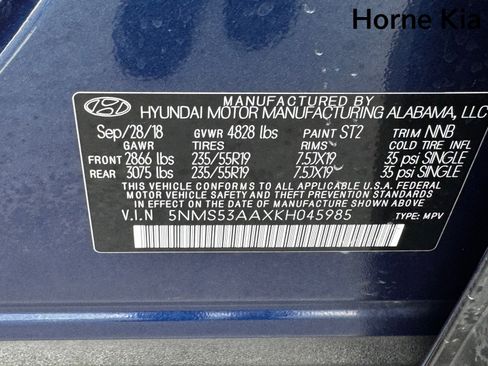 Horne Kia
MANUFACTURED BY
HYUNDAI MOTOR MANUFACTURING ALABAMA, LLC
Sep/28/18 GVWR 4828 lbs PAINT ST2 TRIM NNB
GAWR TIRES RIMS COLD TIRE INFL
FRONT 2866 lbs 235/55R19 7.5JX19 35 psi SINGLE
REAR 3075 lbs 235/55R19 7.5JX19 35 psi SINGLE
THIS VEHICLE CONFORMS TO ALL APPLICABLE FEDERAL
MOTOR VEHICLE SAFETY AND THEFT PREVENTION STANDARDS
IN EFFECT ON THE DATE OF MANUFACTURE SHOWN ABOVE.
V.I.N 5NMS53AAXKH045985 TYPE: MPV